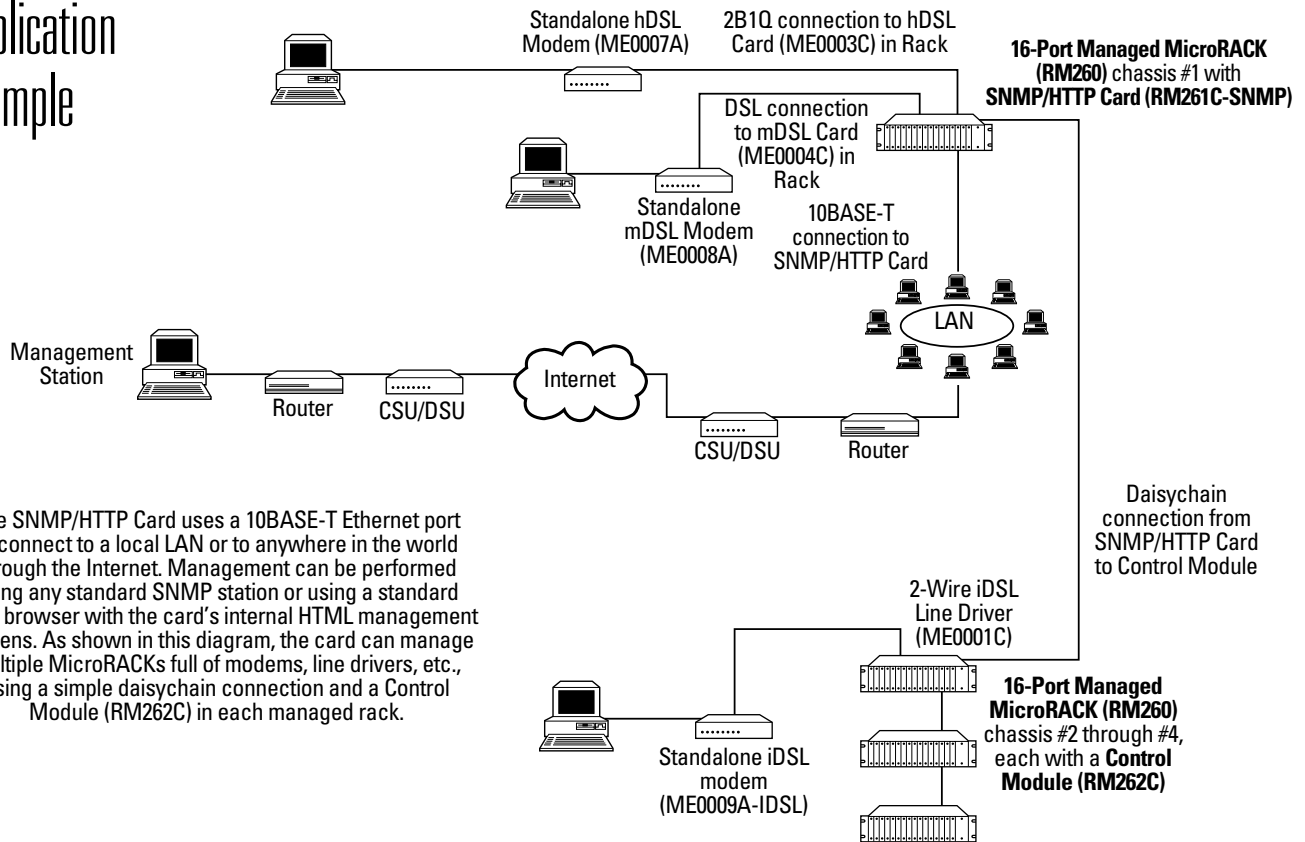 plication
mple
Standalone hDSL
Modem (ME0007A)
2B1Q connection to hDSL
Card (ME0003C) in Rack
16-Port Managed MicroRACK
(RM260) chassis #1 with
SNMP/HTTP Card (RM261C-SNMP)
DSL connection
to mDSL Card
(ME0004C) in
Rack
Standalone
mDSL Modem
(ME0008A)
10BASE-T
connection to
SNMP/HTTP Card
LAN
Management
Station
Router
CSU/DSU
Internet
CSU/DSU
Router
Daisychain
connection from
SNMP/HTTP Card
to Control Module
e SNMP/HTTP Card uses a 10BASE-T Ethernet port
connect to a local LAN or to anywhere in the world
rough the Internet. Management can be performed
ng any standard SNMP station or using a standard
browser with the card's internal HTML management
ens. As shown in this diagram, the card can manage
ltiple MicroRACKs full of modems, line drivers, etc.,
sing a simple daisychain connection and a Control
Module (RM262C) in each managed rack.
2-Wire iDSL
Line Driver
(ME0001C)
Standalone iDSL
modem
(ME0009A-IDSL)
16-Port Managed
MicroRACK (RM260)
chassis #2 through #4,
each with a Control
Module (RM262C)